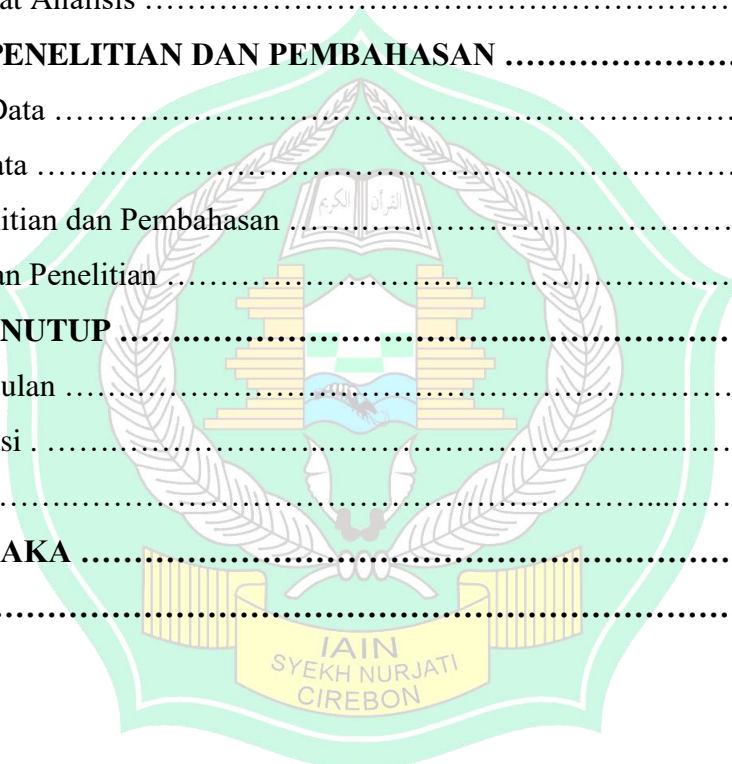 at Analisis ……………………………………………………
PENELITIAN DAN PEMBAHASAN …………………
Data ……………………………………………………………
ata ………………………………………………………………
القرآن الكريم
itian dan Pembahasan …………………………………………
an Penelitian ……………………………………………………
NUTUP ……………………………………………………
ulan ……………………………………………………………
si . ………………………………………………………………
……………………………………………………………………
AKA ………………………………………………………
……………………………………………………………………
IAIN
SYEKH NURJATI
CIREBON